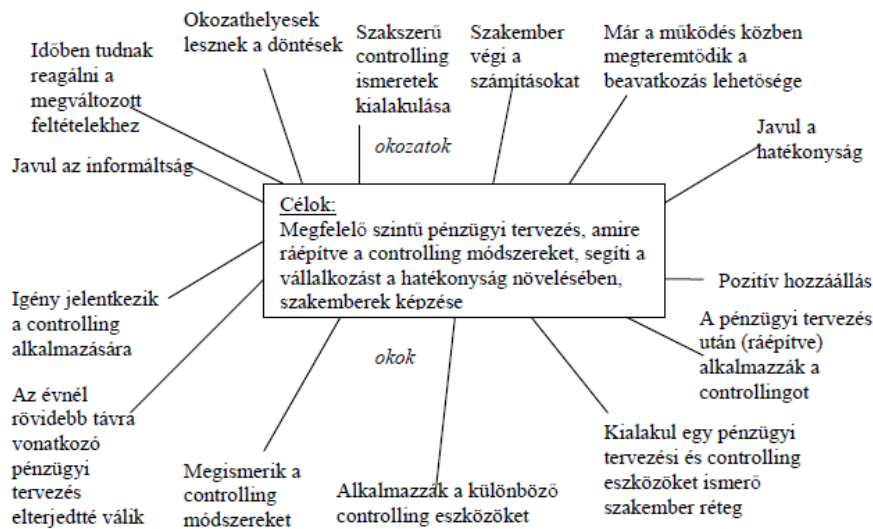 Időben tudnak
reagálni a
megváltozott
feltételekhez
Okozathelyesek
lesznek a döntések
Szakszerű
controlling
ismeretek
kialakulása
Szakember
végi a
számításokat
Már a működés közben
megteremtődik a
beavatkozás lehetősége
Javul az informáltság
okozatok
Javul a
hatékonyság
Célok:
Megfelelő szintű pénzügyi tervezés, amire
ráépítve a controlling módszereket, segíti a
vállalkozást a hatékonyság növelésében,
szakemberek képzése
Igény jelentkezik
a controlling
alkalmazására
Pozitív hozzáállás
A pénzügyi tervezés
után (ráépítve)
alkalmazzák a
controllingot
okok
Az évnél
rövidebb távra
vonatkozó
pénzügyi
tervezés
elterjedtté válik
Megismerik a
controlling
módszereket
Alkalmazzák a különböző
controlling eszközöket
Kialakul egy pénzügyi
tervezési és controlling
eszközöket ismerő
szakember réteg